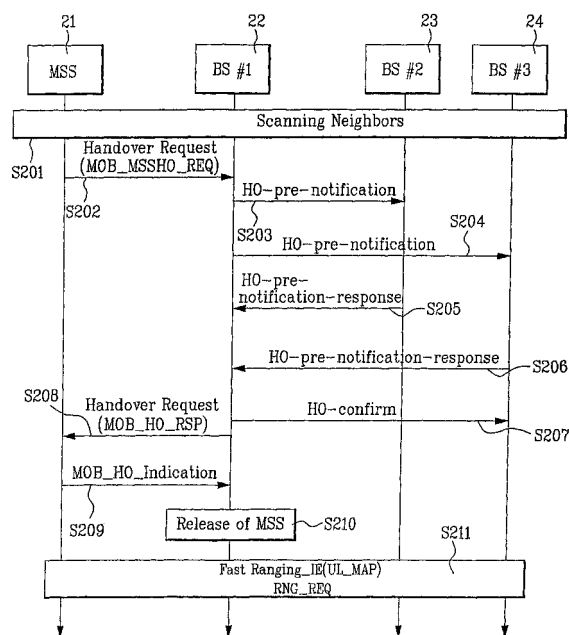 21
22
23
24
MSS
BS #1
BS #2
BS #3
Scanning Neighbors
S201
Handover Request
(MOB_MSSHO_REQ)
S202
HO-pre-notification
S203
S204
HO-pre-notification
HO-pre-
notification-response
S205
HO-pre-notification-response
S206
S208
Handover Request
(MOB_HO_RSP)
HO-confirm
S207
MOB_HO_Indication
S209
Release of MSS
S210
S211
Fast Ranging_IE(UL_MAP)
RNG_REQ